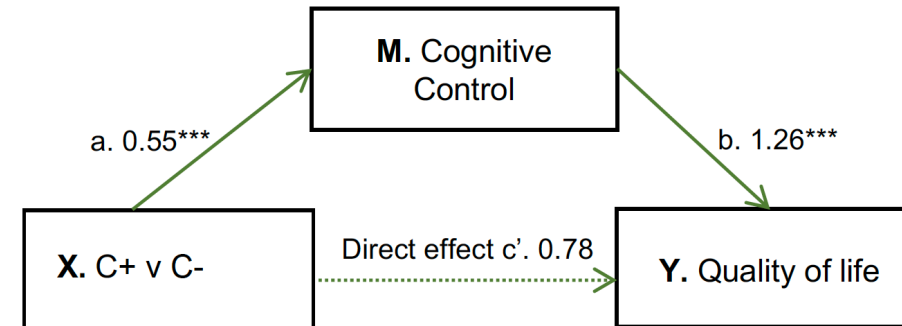 M. Cognitive
Control
a. 0.55***
b. 1.26***
Direct effect c’. 0.78
X. C+ v C-
Y. Quality of life